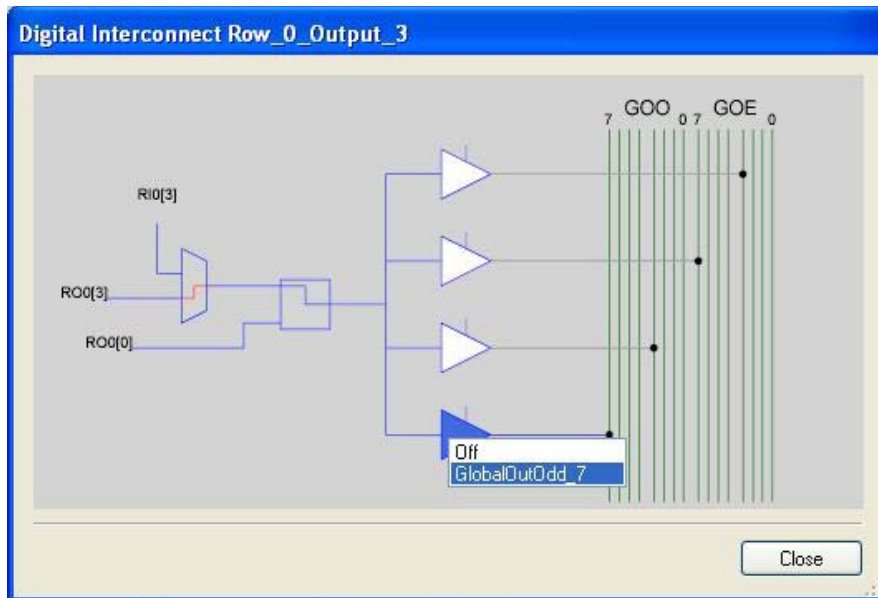 Digital Interconnect Row_0_Output_3
GOO GOE
7 0 7 0
RI0[3]
RO0[3]
RO0[0]
Off
GlobalOutOdd_7
Close